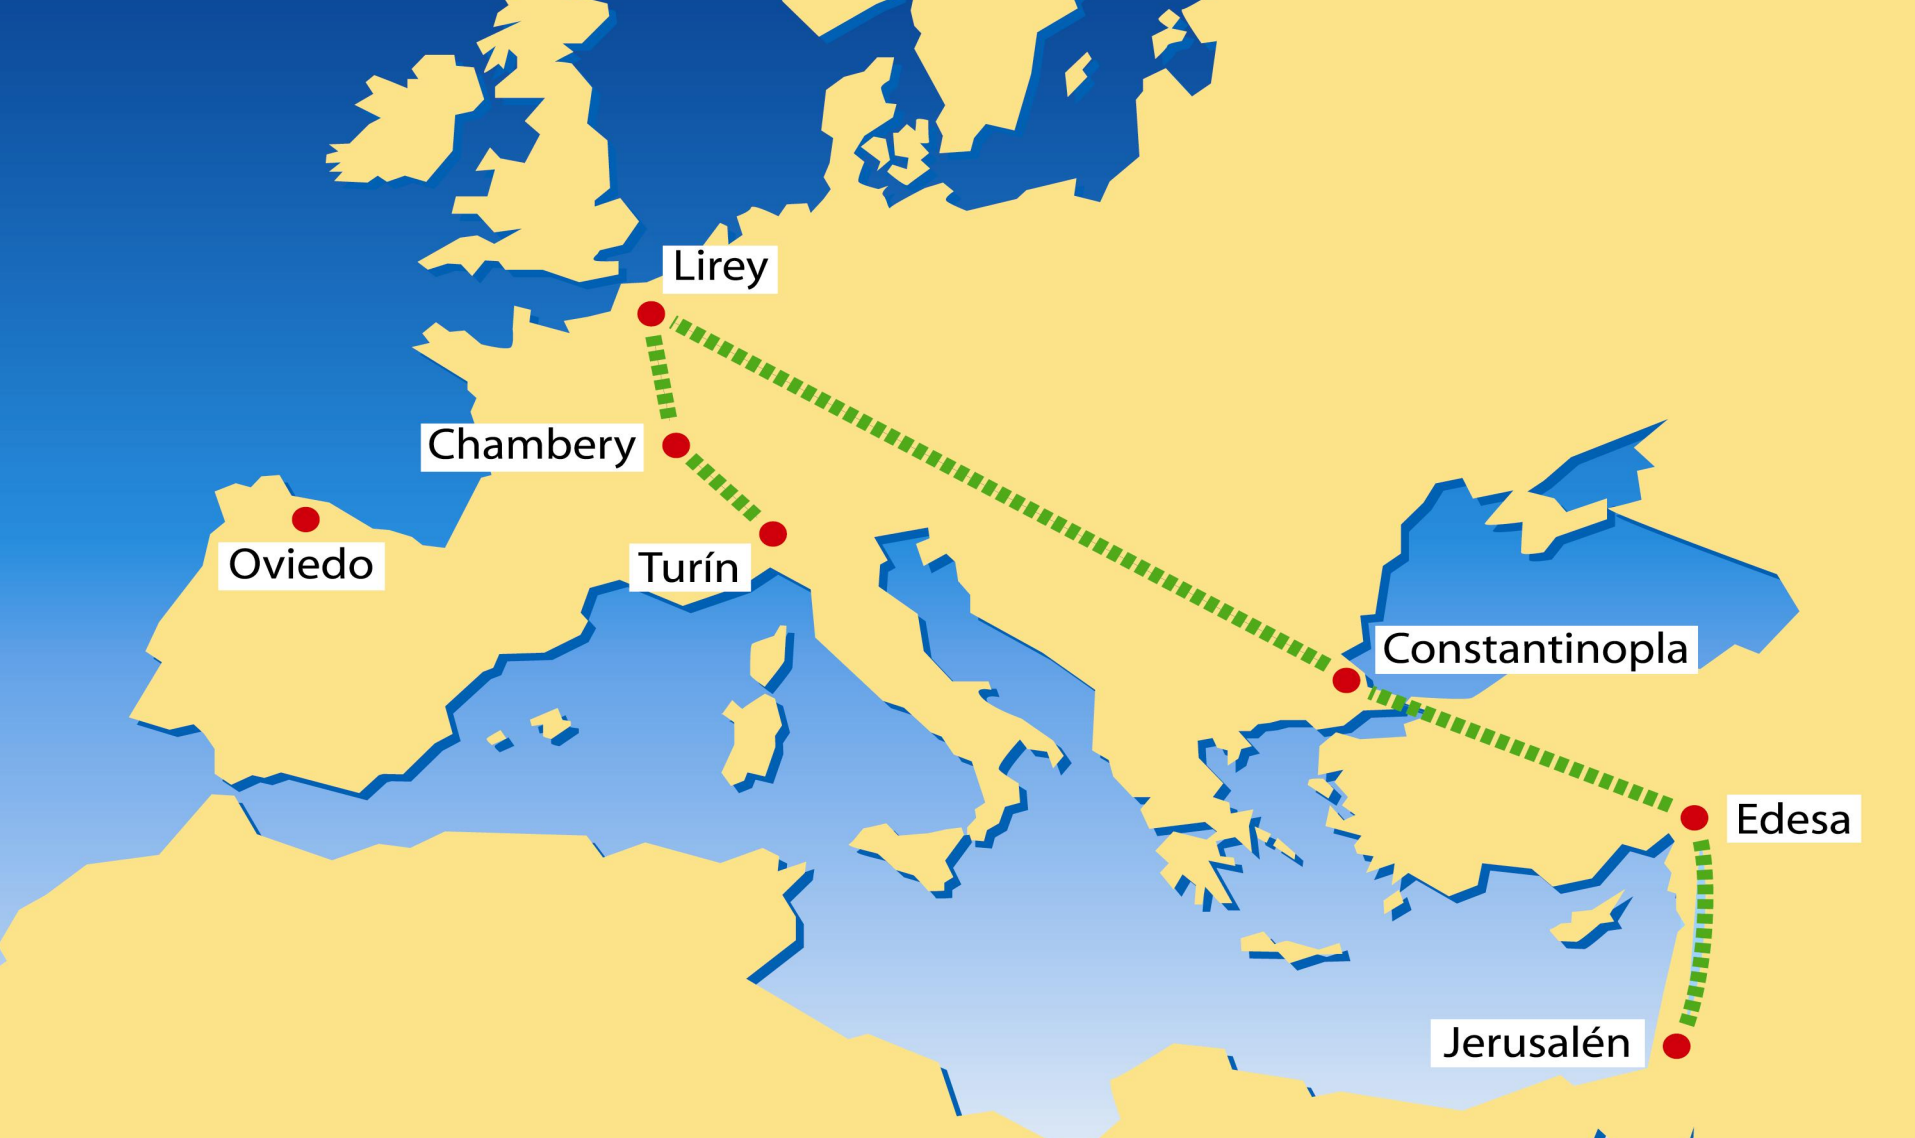 Lirey
Chambery
Oviedo
Turín
Constantinopla
Edesa
Jerusalén